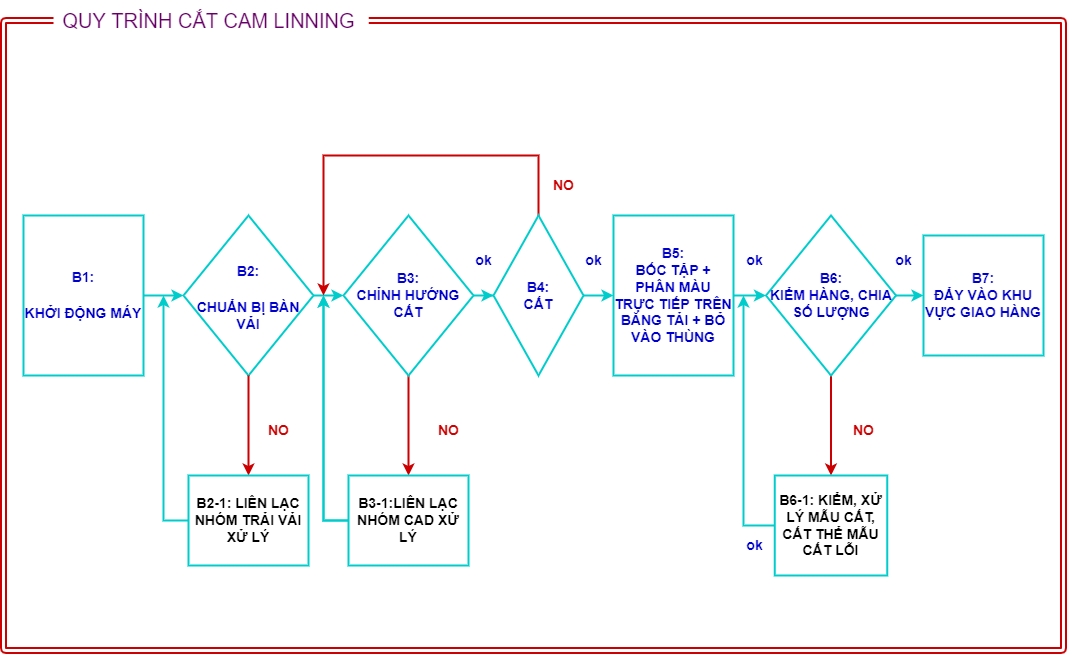 QUY TRÌNH CẮT CAM LINNING
NO
B1:
KHỞI ĐỘNG MÁY
B2:
CHUẨN BỊ BÀN
VẢI
B3:
CHỈNH HƯỚNG
CẮT
ok
B4:
CẮT
ok
B5:
BỐC TẬP +
PHÂN MÀU
TRỰC TIẾP TRÊN
BĂNG TẢI + BỎ
VÀO THÙNG
ok
B6:
KIỂM HÀNG, CHIA
SỐ LƯỢNG
ok
B7:
ĐẨY VÀO KHU
VỰC GIAO HÀNG
NO
NO
NO
B2-1: LIÊN LẠC
NHÓM TRẢI VẢI
XỬ LÝ
B3-1:LIÊN LẠC
NHÓM CAD XỬ
LÝ
B6-1: KIỂM, XỬ
LÝ MẪU CẮT,
CẮT THẾ MẪU
CẮT LỖI
ok